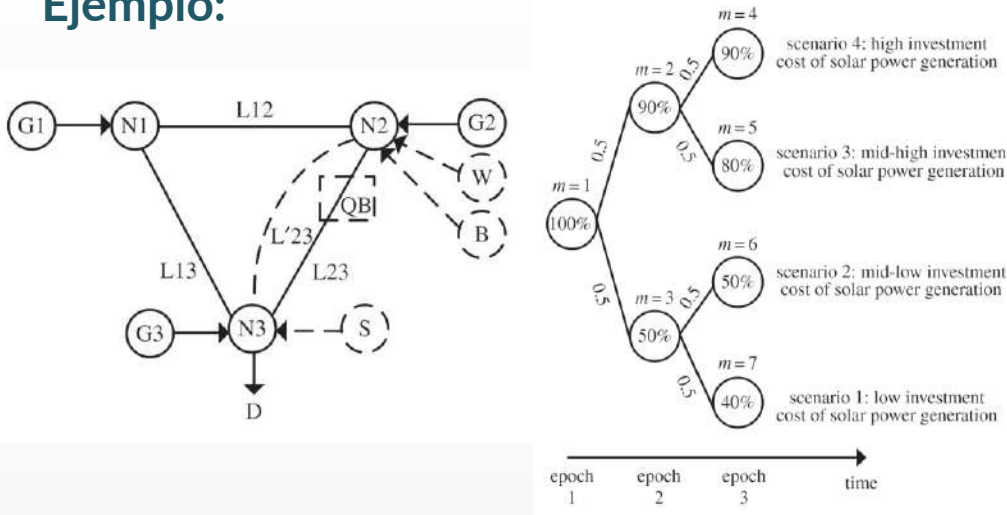 Ejemplo:
G1
N1
L12
N2
G2
W
B
QB
L'23
L13
L23
G3
N3
S
D
m=4
90%
0.5
scenario 4: high investment
cost of solar power generation
m=2
90%
0.5
m=5
80%
scenario 3: mid-high investmen
cost of solar power generation
0.5
m=1
100%
0.5
m=6
50%
0.5
scenario 2: mid-low investment
cost of solar power generation
m=3
50%
0.5
m=7
40%
scenario 1: low investment
cost of solar power generation
epoch
1
epoch
2
epoch
3
time